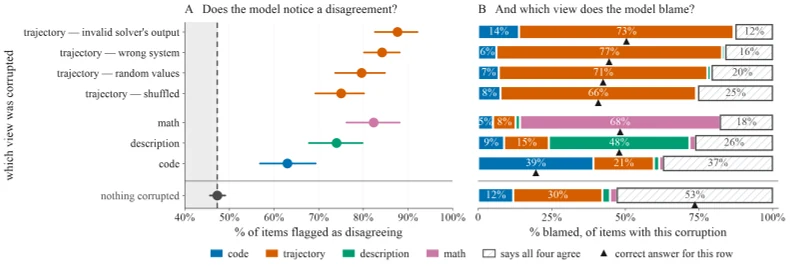 A Does the model notice a disagreement?
which view was corrupted
trajectory — invalid solver's output
trajectory — wrong system
trajectory — random values
trajectory — shuffled
math
description
code
nothing corrupted
40% 50% 60% 70% 80% 90% 100%
% of items flagged as disagreeing
B And which view does the model blame?
14% 73% 12%
6% 77% 16%
7% 71% 20%
8% 66% 25%
5% 8% 68% 18%
9% 15% 48% 26%
39% 21% 37%
12% 30% 53%
0 25% 50% 75% 100%
% blamed, of items with this corruption
code trajectory description math says all four agree correct answer for this row